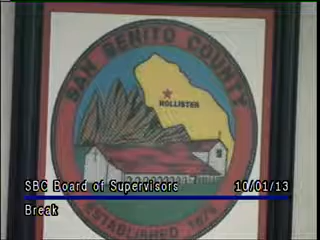 SAN BENITO COUNTY
HOLLISTER
SBC Board of Supervisors 10/01/13
Break
ESTABLISHED 1874